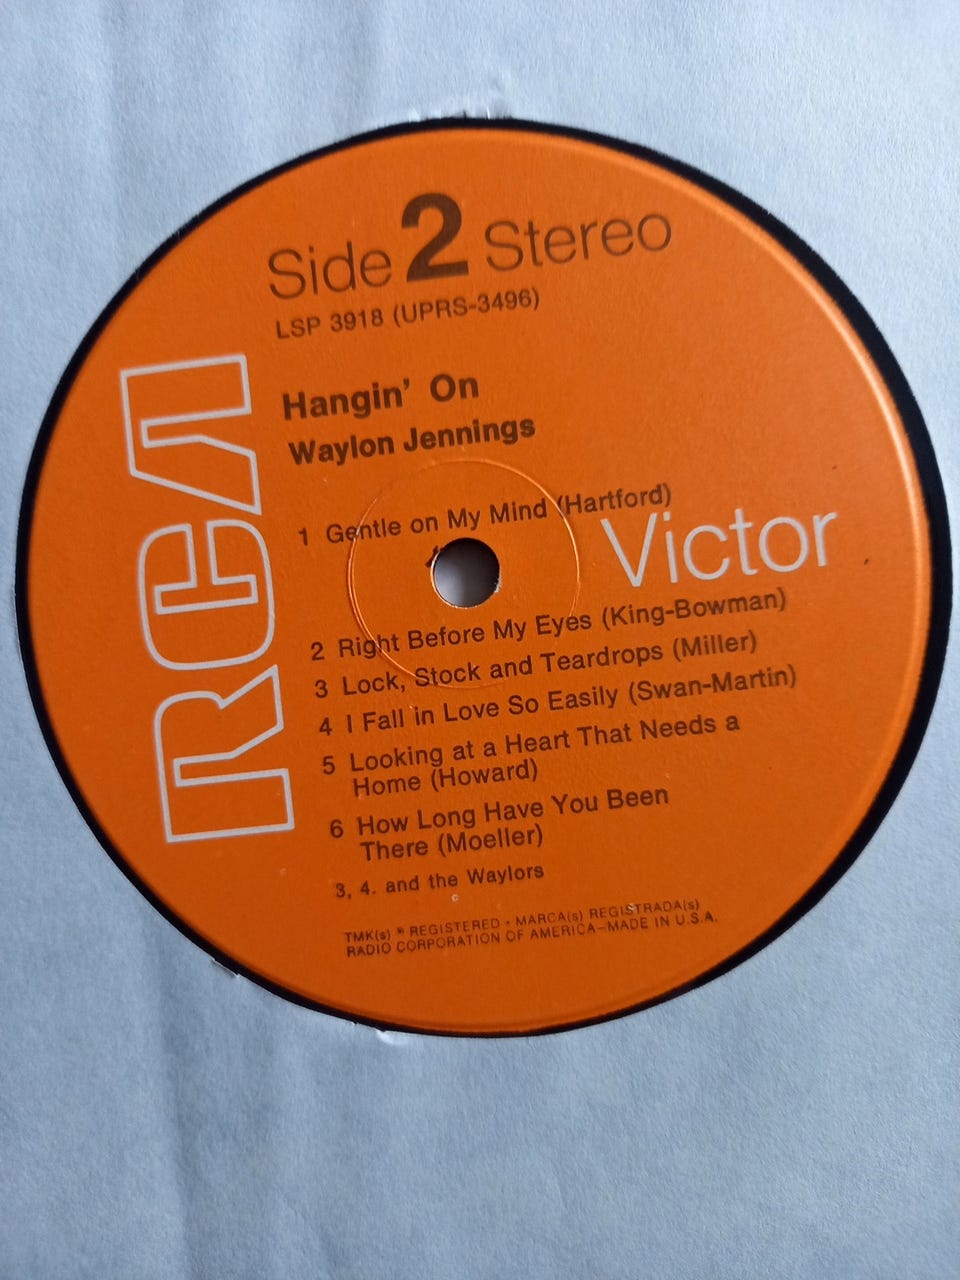 Side 2 Stereo
LSP 3918 (UPRS-3496)
Hangin' On
Waylon Jennings
RCA
Victor
1 Gentle on My Mind (Hartford)
2 Right Before My Eyes (King-Bowman)
3 Lock, Stock and Teardrops (Miller)
4 I Fall in Love So Easily (Swan-Martin)
5 Looking at a Heart That Needs a
Home (Howard)
6 How Long Have You Been
There (Moeller)
3, 4. and the Waylors
TMK(s) ® REGISTERED • MARCA(s) REGISTRADA(s)
RADIO CORPORATION OF AMERICA—MADE IN U.S.A.